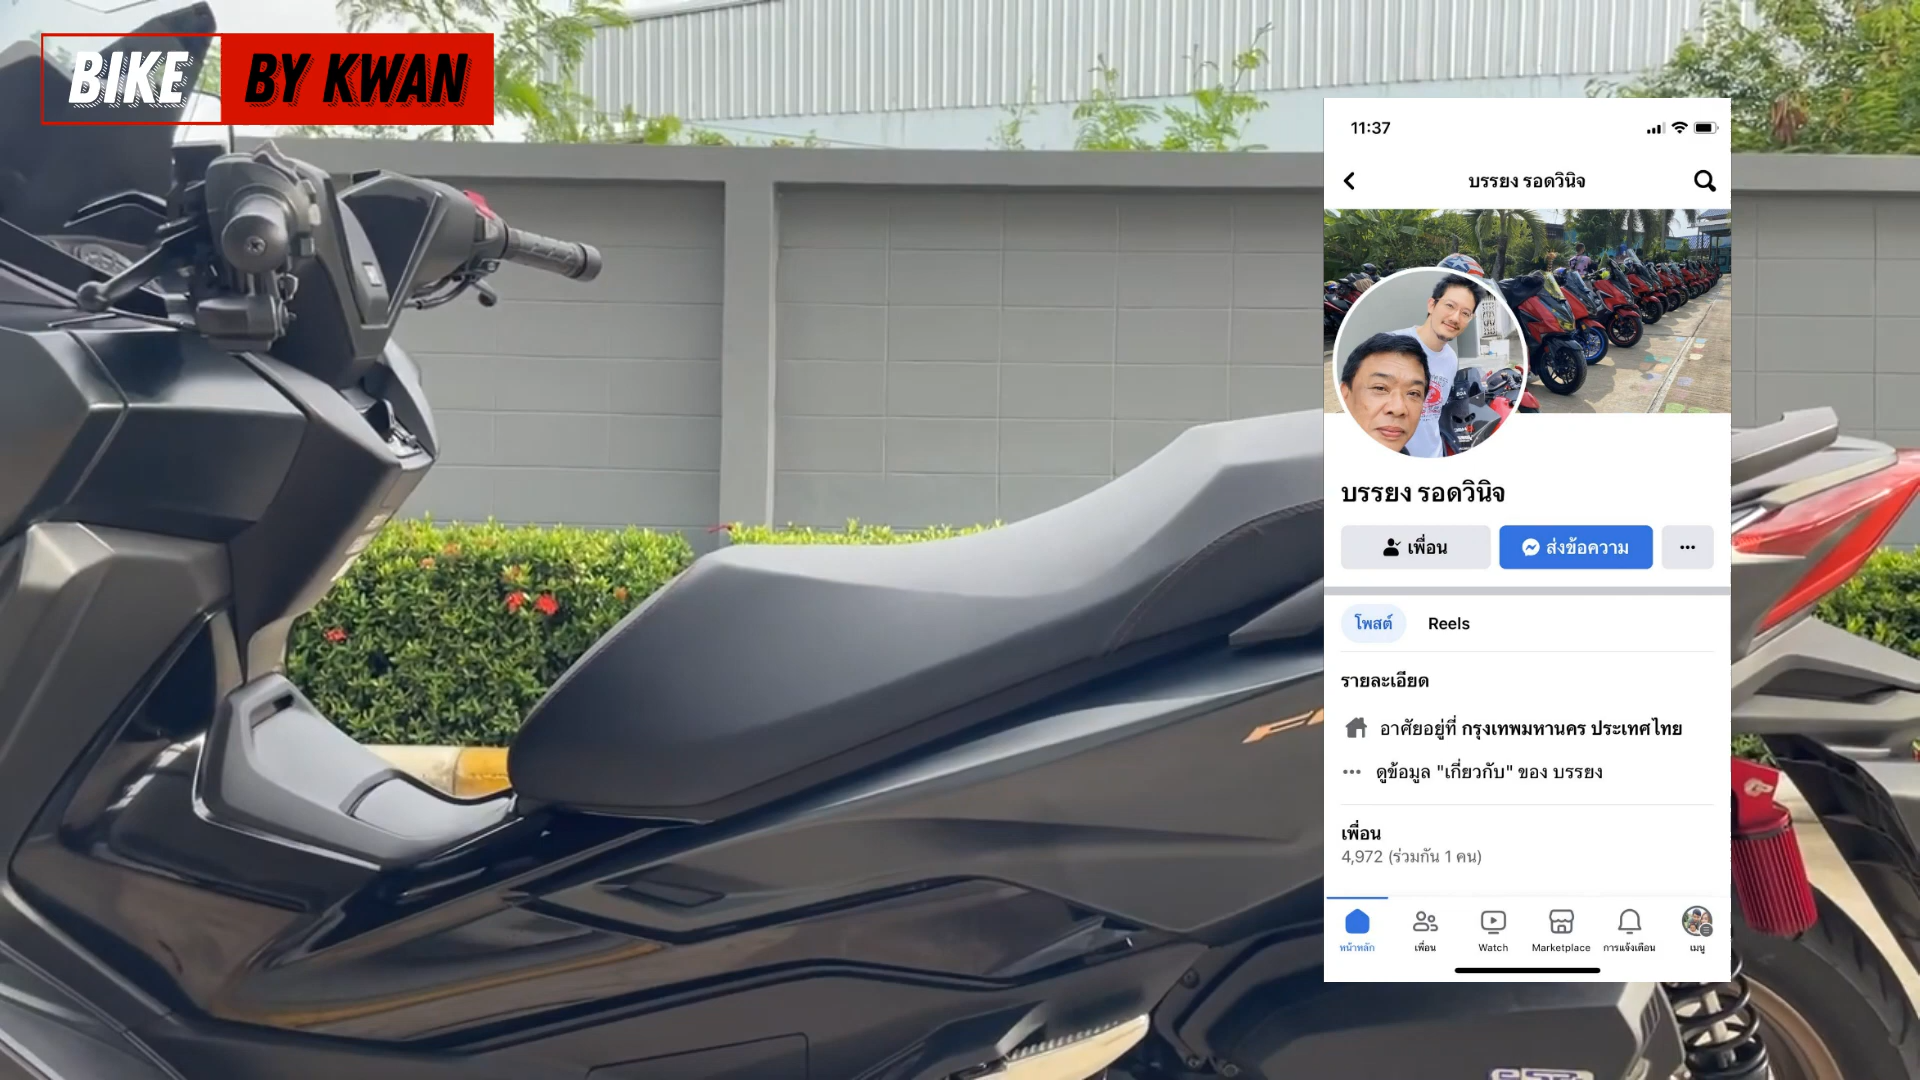 BIKE BY KWAN
11:37
บรรยง รอดวินิจ
บรรยง รอดวินิจ
เพื่อน
ส่งข้อความ
โพสต์
Reels
รายละเอียด
อาศัยอยู่ที่ กรุงเทพมหานคร ประเทศไทย
ดูข้อมูล "เกี่ยวกับ" ของ บรรยง
เพื่อน
4,972 (ร่วมกัน 1 คน)
หน้าหลัก
เพื่อน
Watch
Marketplace
การแจ้งเตือน
เมนู